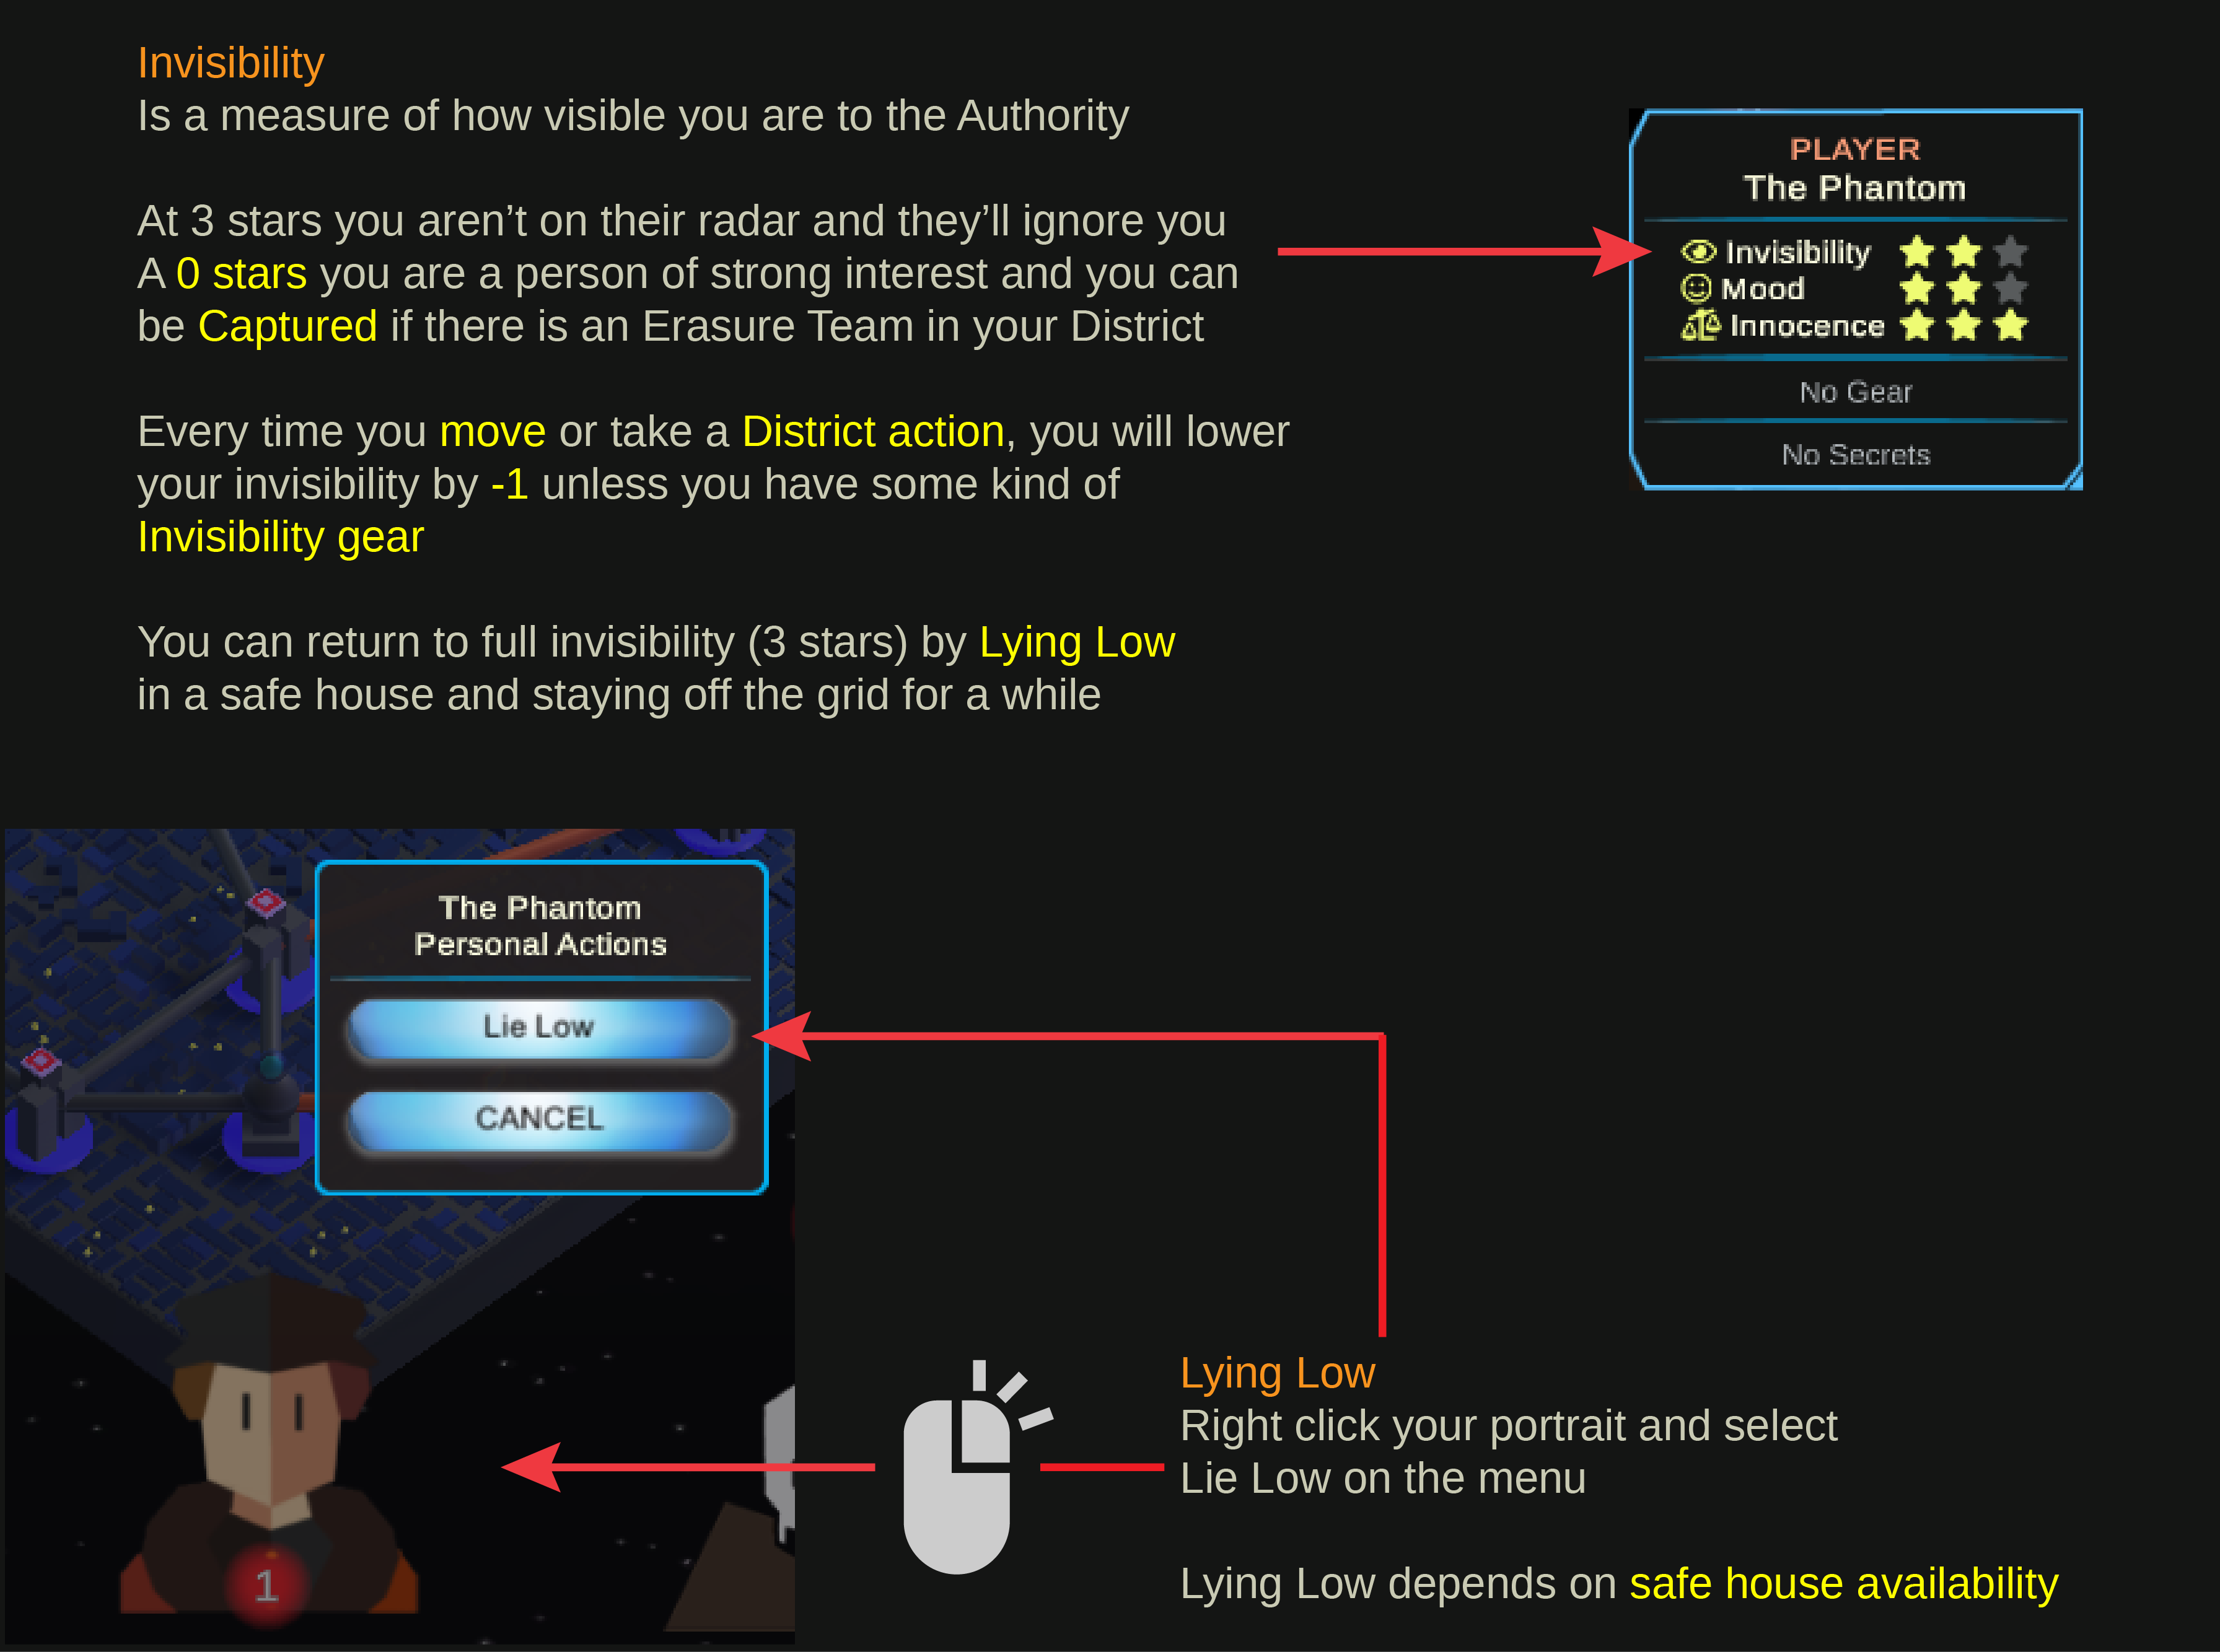 Invisibility
Is a measure of how visible you are to the Authority
At 3 stars you aren’t on their radar and they’ll ignore you
A 0 stars you are a person of strong interest and you can
be Captured if there is an Erasure Team in your District
Every time you move or take a District action, you will lower
your invisibility by -1 unless you have some kind of
Invisibility gear
You can return to full invisibility (3 stars) by Lying Low
in a safe house and staying off the grid for a while
PLAYER
The Phantom
Invisibility
Mood
Innocence
No Gear
No Secrets
The Phantom
Personal Actions
Lie Low
CANCEL
1
Lying Low
Right click your portrait and select
Lie Low on the menu
Lying Low depends on safe house availability